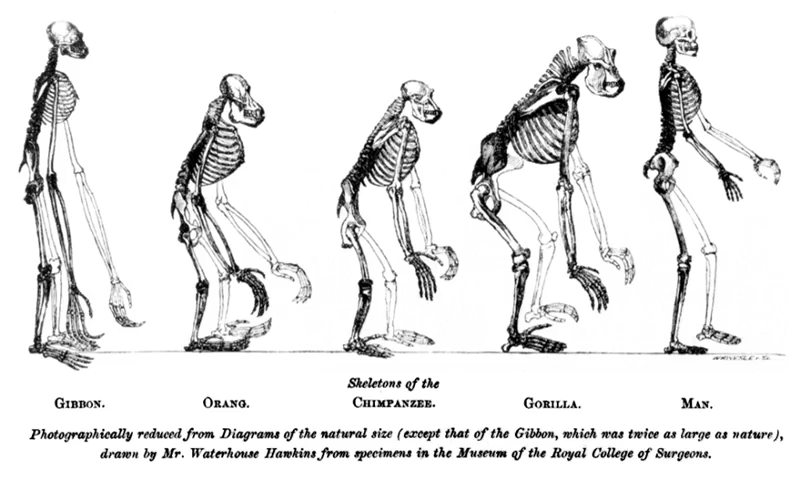 Skeletons of the
GIBBON. ORANG. CHIMPANZEE. GORILLA. MAN.
Photographically reduced from Diagrams of the natural size (except that of the Gibbon, which was twice as large as nature),
drawn by Mr. Waterhouse Hawkins from specimens in the Museum of the Royal College of Surgeons.